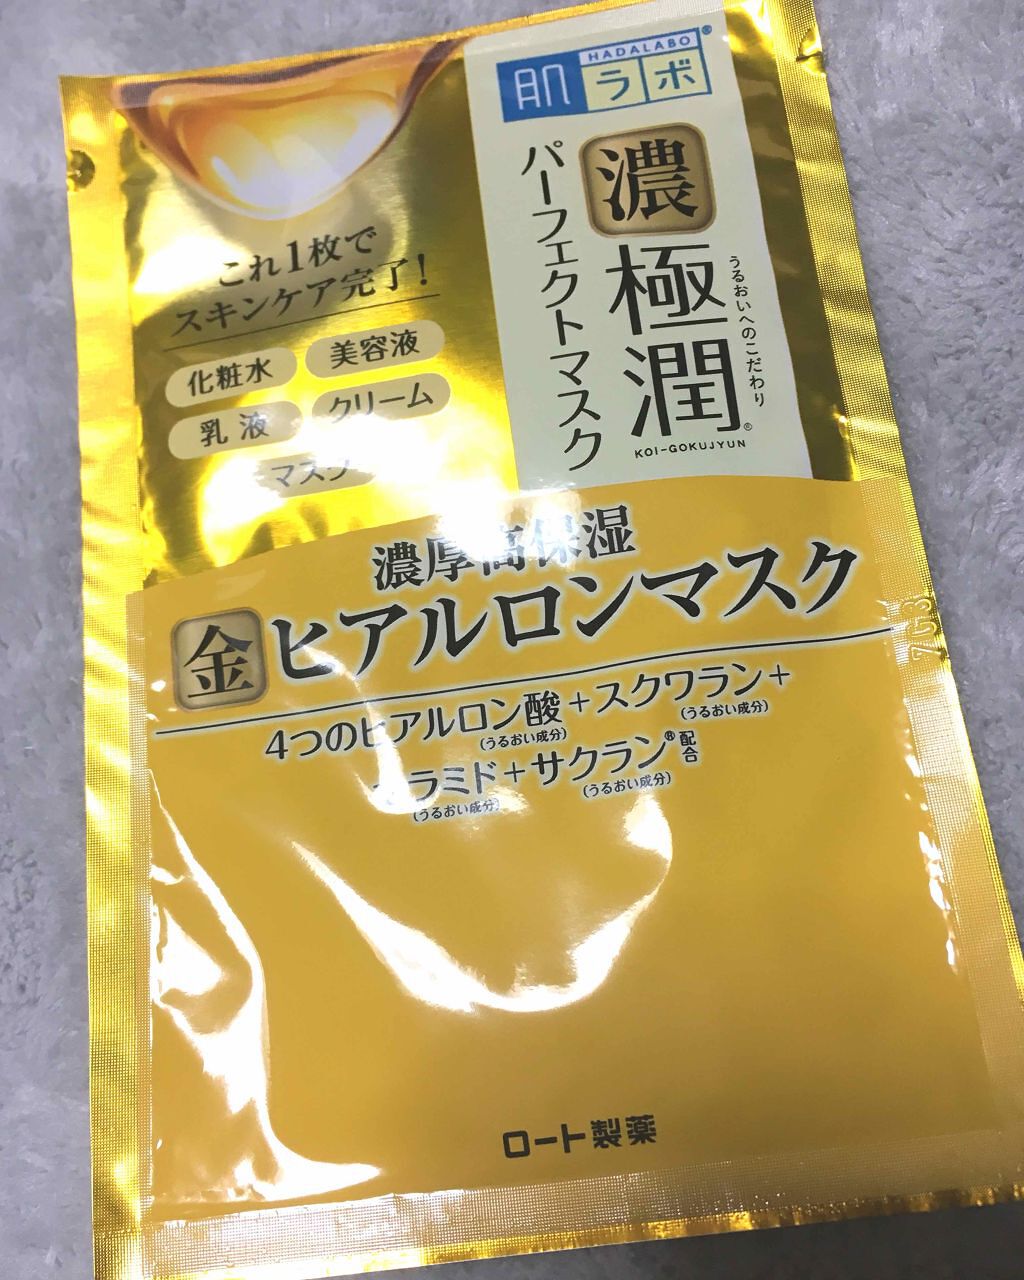 HADALABO®
肌ラボ
濃
極潤®
KOI-GOKUJYUN
うるおいへのこだわり
パーフェクトマスク
これ1枚で
スキンケア完了!
化粧水
美容液
乳液
クリーム
マスク
濃厚高保湿
金ヒアルロンマスク
4つのヒアルロン酸+スクワラン+
(うるおい成分) (うるおい成分)
セラミド+サクラン®配合
(うるおい成分) (うるおい成分)
ロート製薬